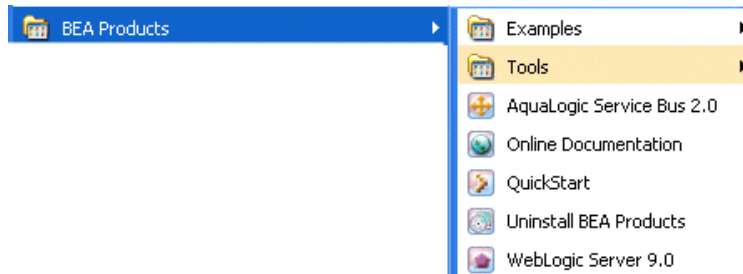 BEA Products
Examples
Tools
AquaLogic Service Bus 2.0
Online Documentation
QuickStart
Uninstall BEA Products
WebLogic Server 9.0